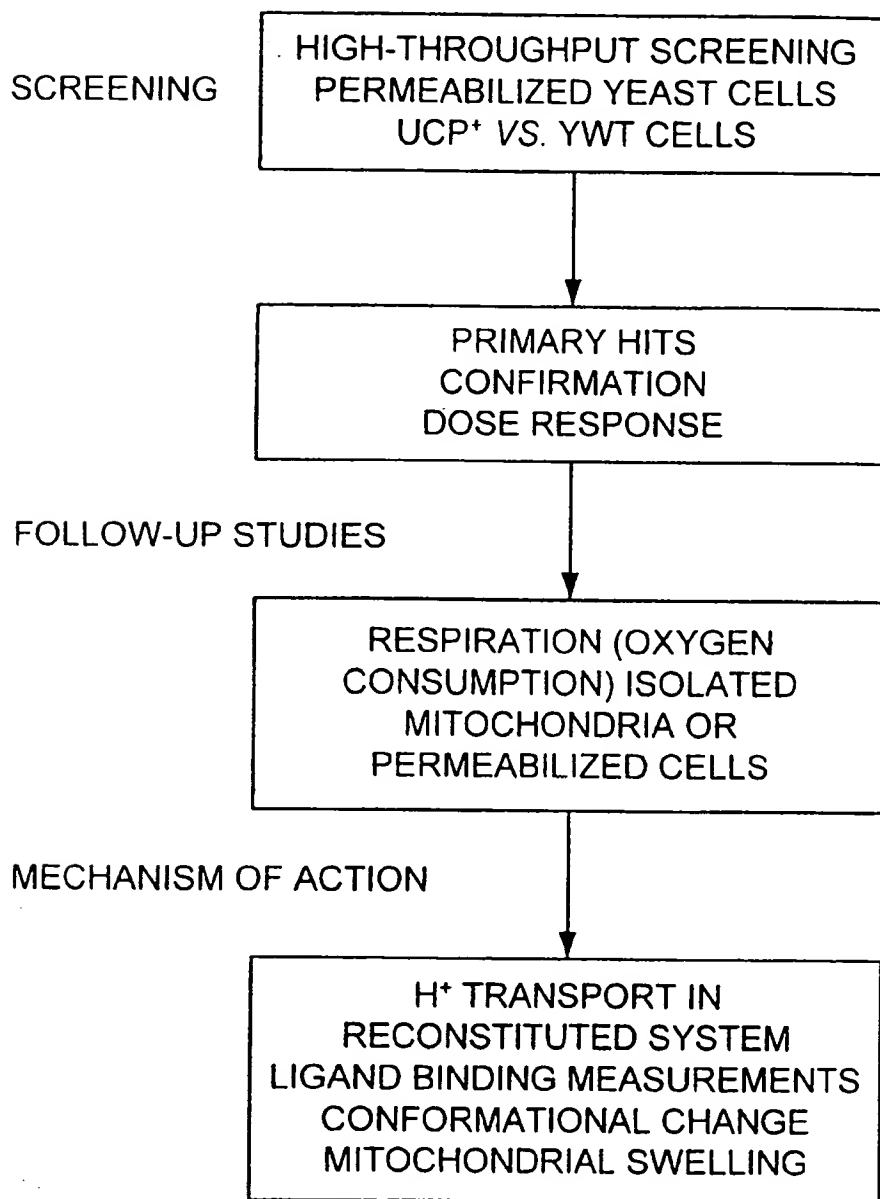 SCREENING
HIGH-THROUGHPUT SCREENING
PERMEABILIZED YEAST CELLS
UCP⁺ VS. YWT CELLS
PRIMARY HITS
CONFIRMATION
DOSE RESPONSE
FOLLOW-UP STUDIES
RESPIRATION (OXYGEN
CONSUMPTION) ISOLATED
MITOCHONDRIA OR
PERMEABILIZED CELLS
MECHANISM OF ACTION
H⁺ TRANSPORT IN
RECONSTITUTED SYSTEM
LIGAND BINDING MEASUREMENTS
CONFORMATIONAL CHANGE
MITOCHONDRIAL SWELLING